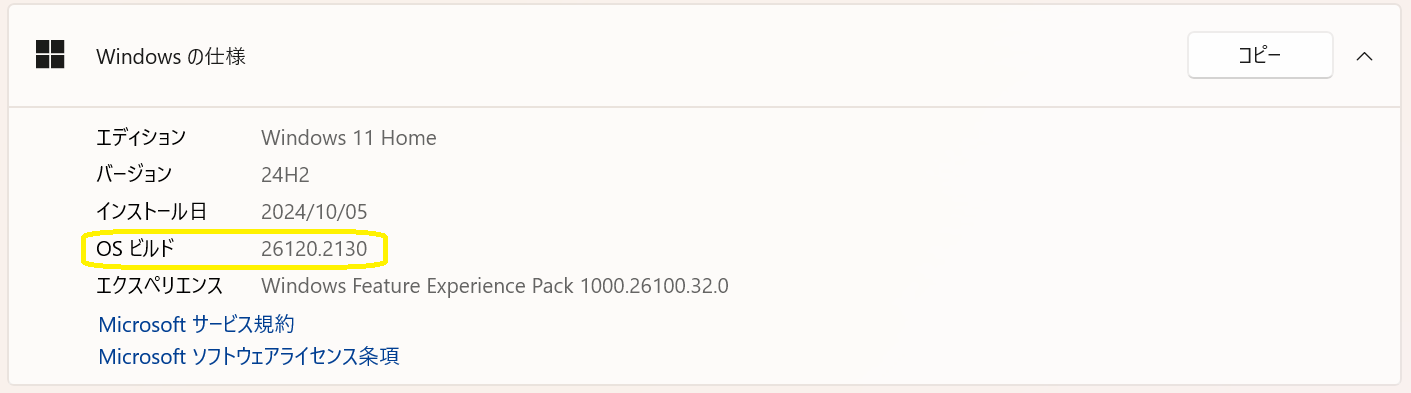 Windows の仕様
コピー
エディション Windows 11 Home
バージョン 24H2
インストール日 2024/10/05
OS ビルド 26120.2130
エクスペリエンス Windows Feature Experience Pack 1000.26100.32.0
Microsoft サービス規約
Microsoft ソフトウェアライセンス条項